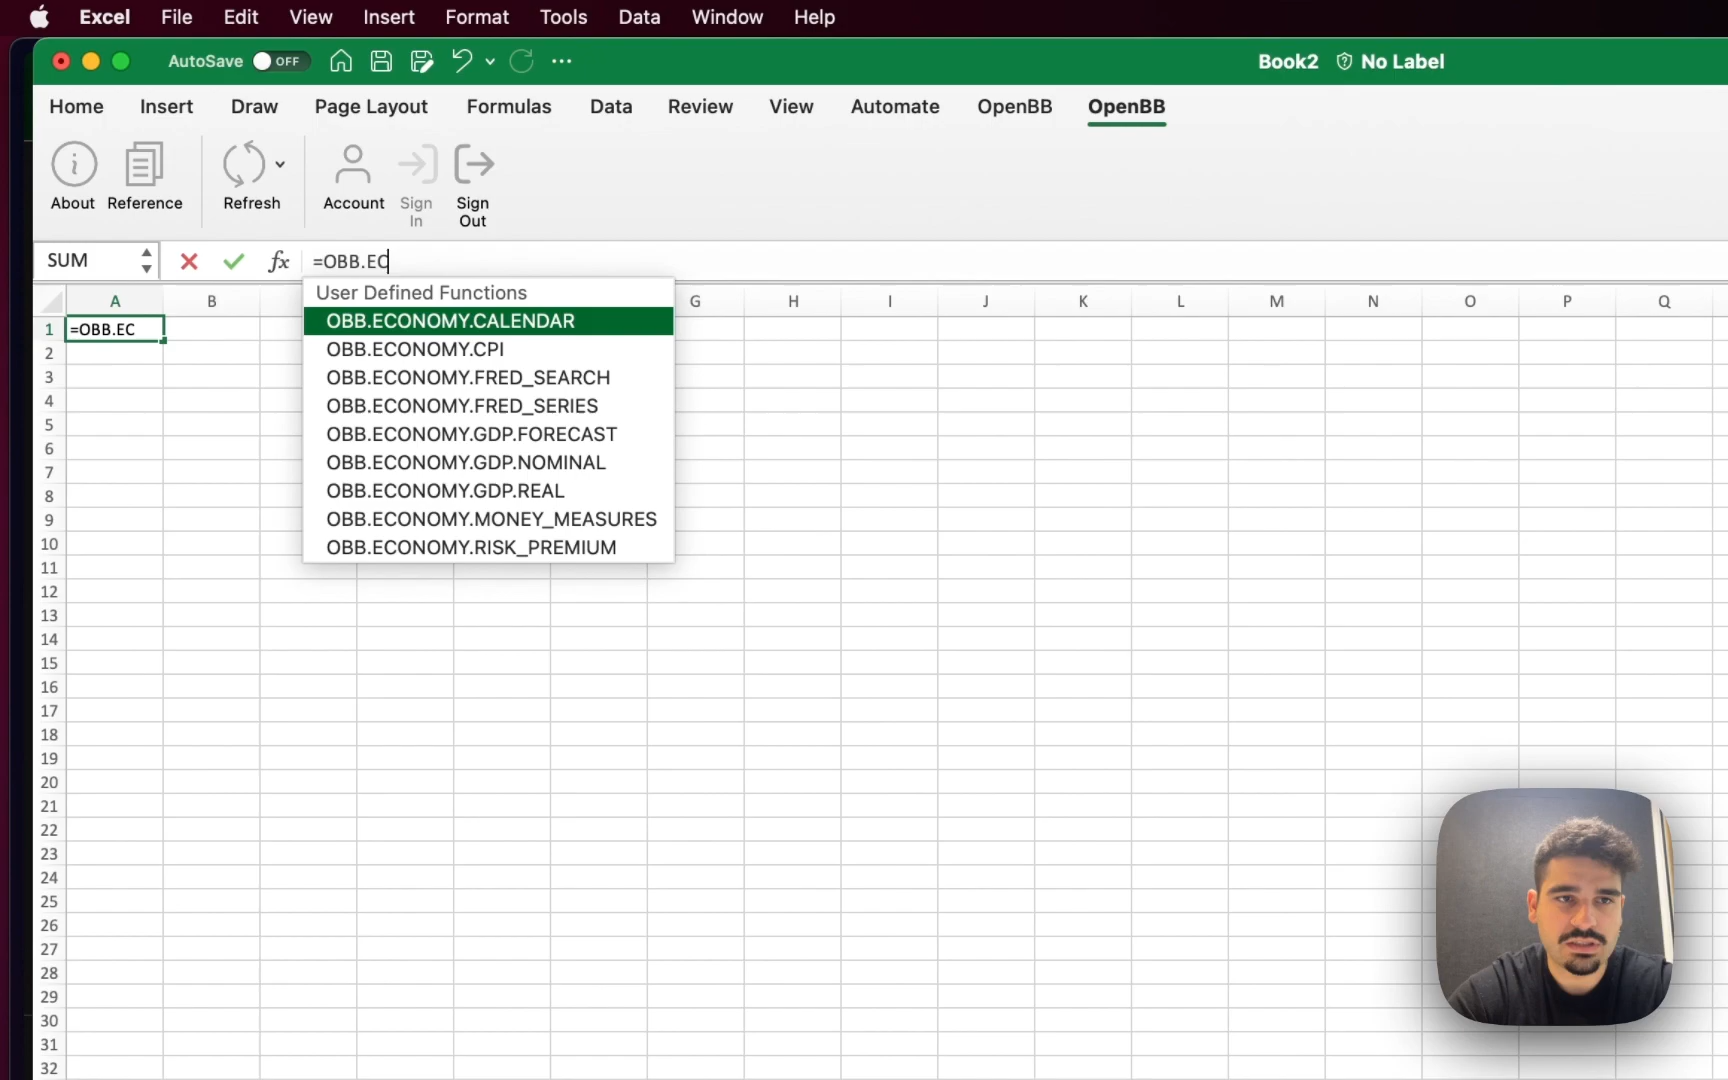 Excel File Edit View Insert Format Tools Data Window Help
AutoSave OFF Book2 No Label
Home Insert Draw Page Layout Formulas Data Review View Automate OpenBB OpenBB
About Reference Refresh Account Sign In Sign Out
SUM fx =OBB.EC
User Defined Functions
A B G H I J K L M N O P Q
OBB.ECONOMY.CALENDAR
1 =OBB.EC
OBB.ECONOMY.CPI
2
OBB.ECONOMY.FRED_SEARCH
3
OBB.ECONOMY.FRED_SERIES
4
5
OBB.ECONOMY.GDP.FORECAST
6
OBB.ECONOMY.GDP.NOMINAL
7
OBB.ECONOMY.GDP.REAL
8
OBB.ECONOMY.MONEY_MEASURES
9
OBB.ECONOMY.RISK_PREMIUM
10
11
12
13
14
15
16
17
18
19
20
21
22
23
24
25
26
27
28
29
30
31
32